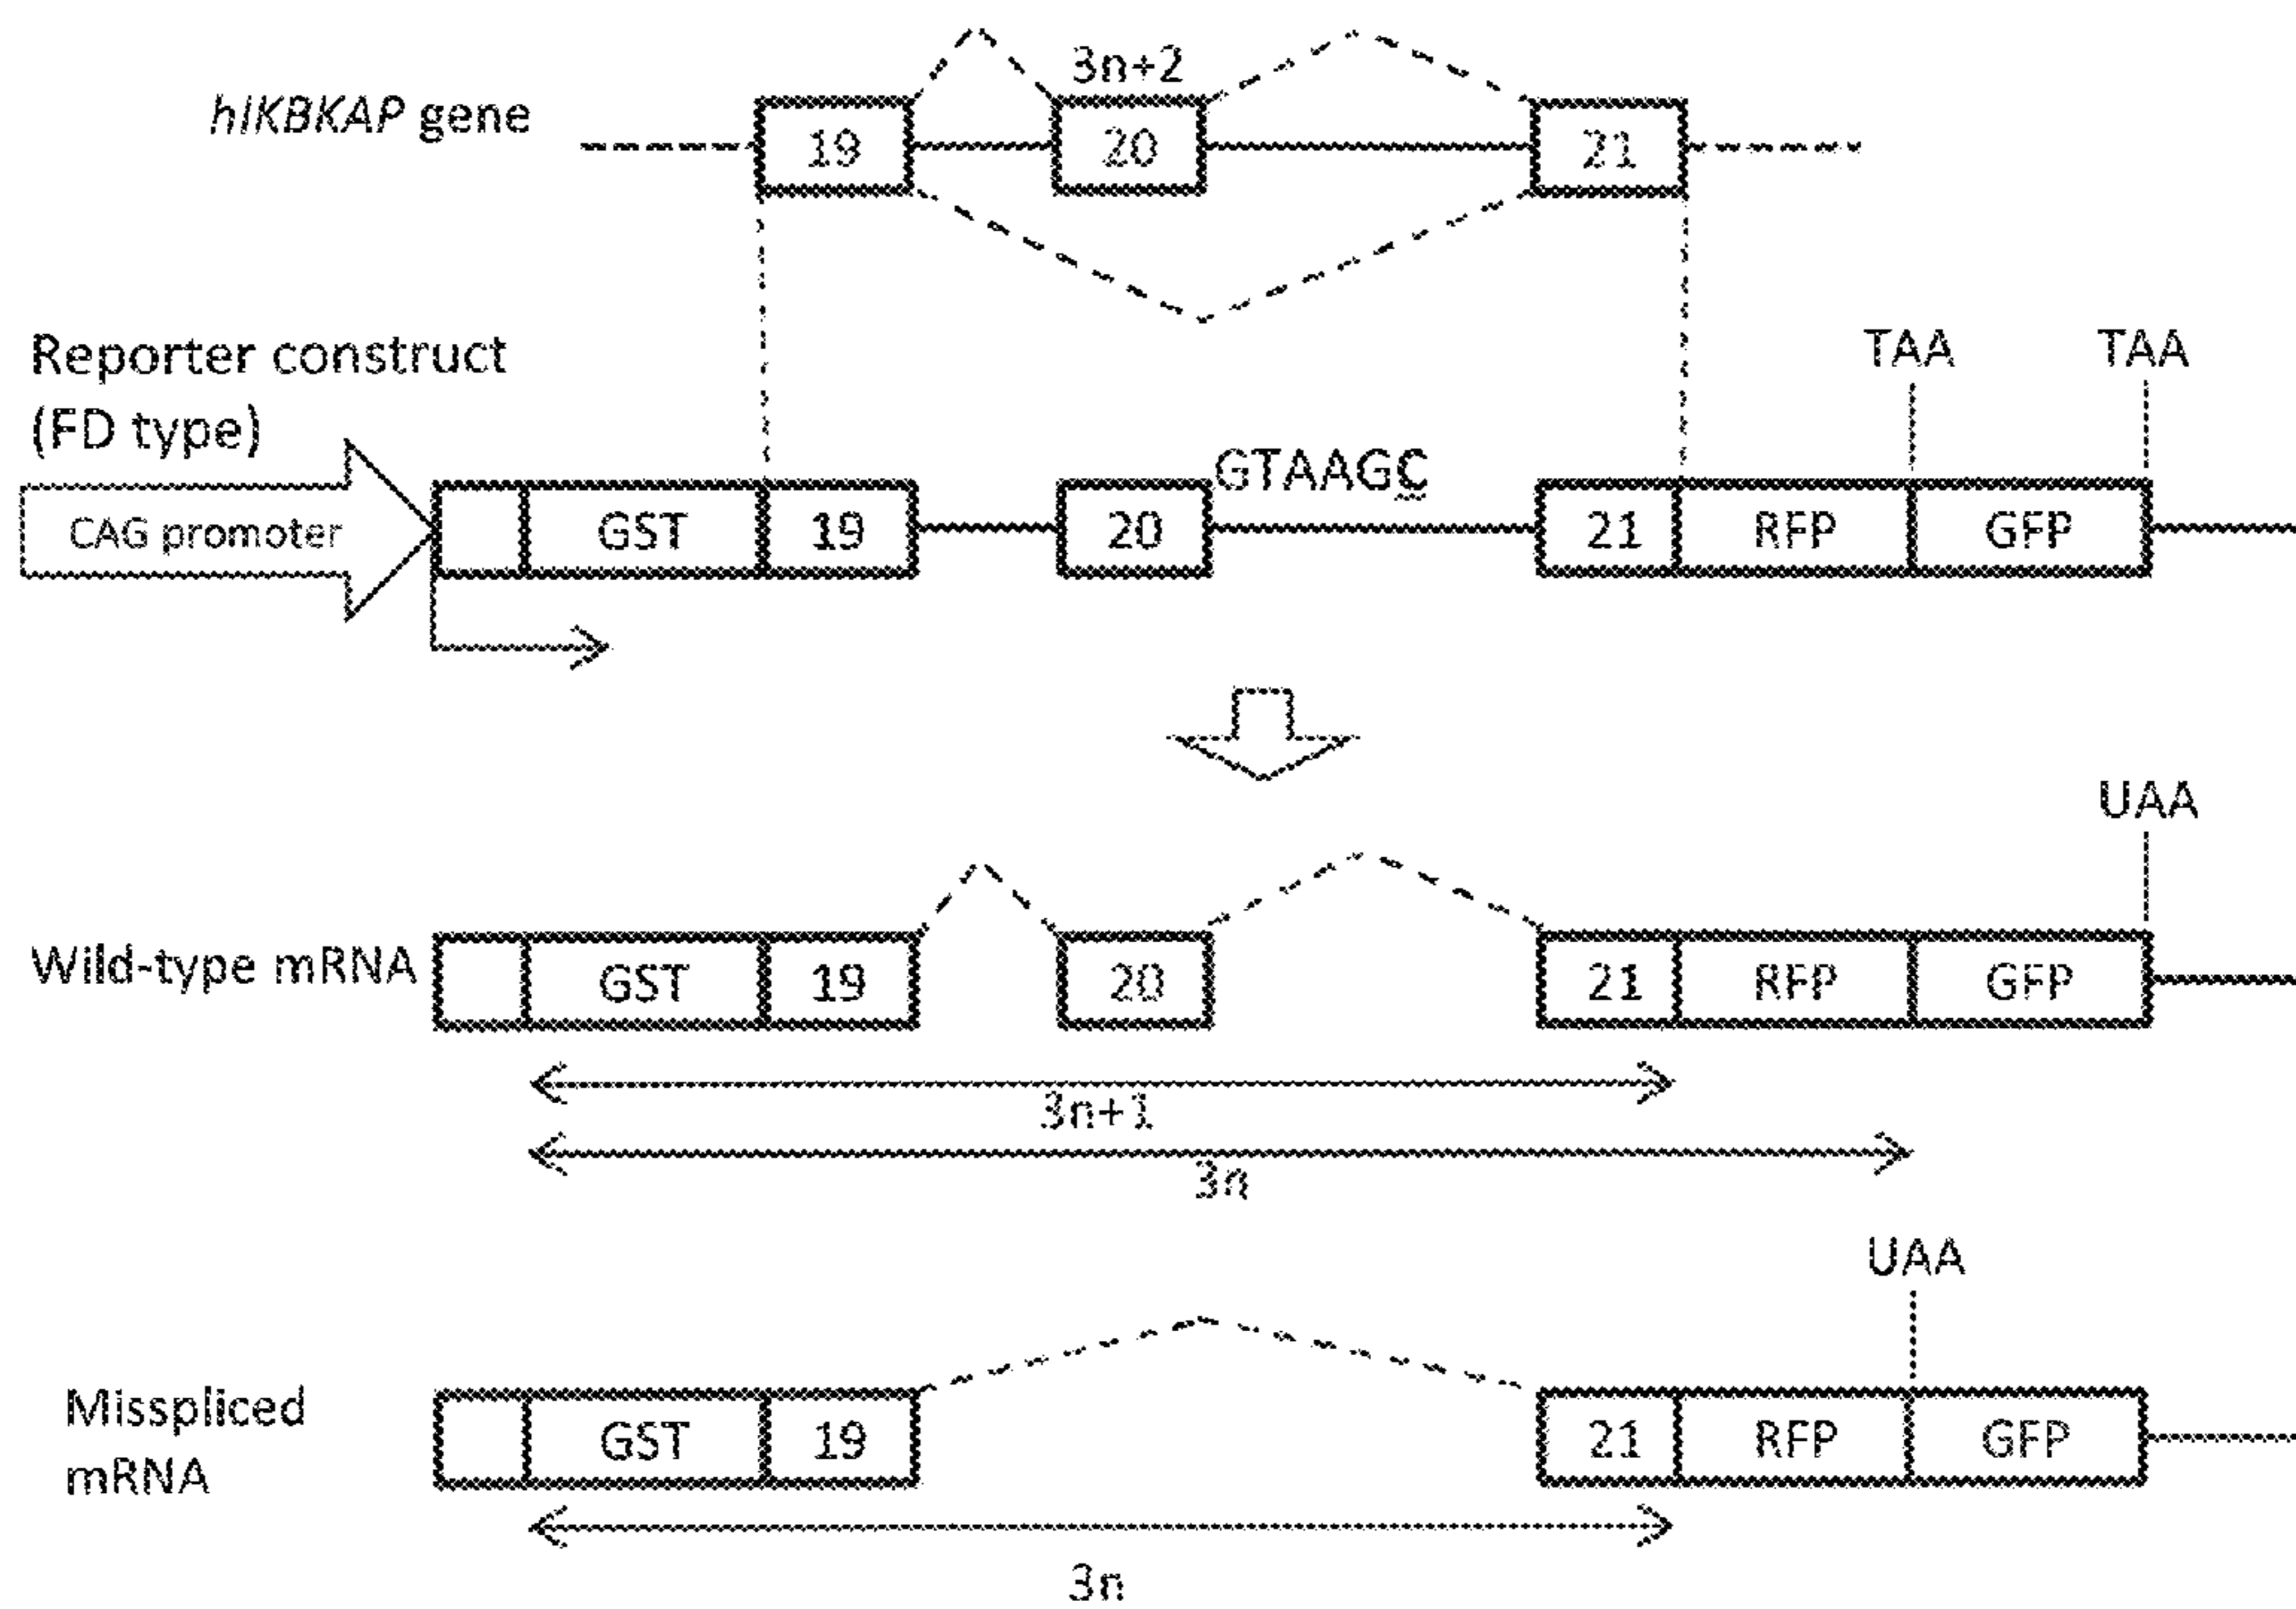 3n+2
hIKBKAP gene
19 20 21
Reporter construct
(FD type)
TAA TAA
GTAAGC
CAG promoter GST 19 20 21 RFP GFP
UAA
Wild-type mRNA GST 19 20 21 RFP GFP
3n+1
3n
UAA
Misspliced
mRNA
GST 19 21 RFP GFP
3n